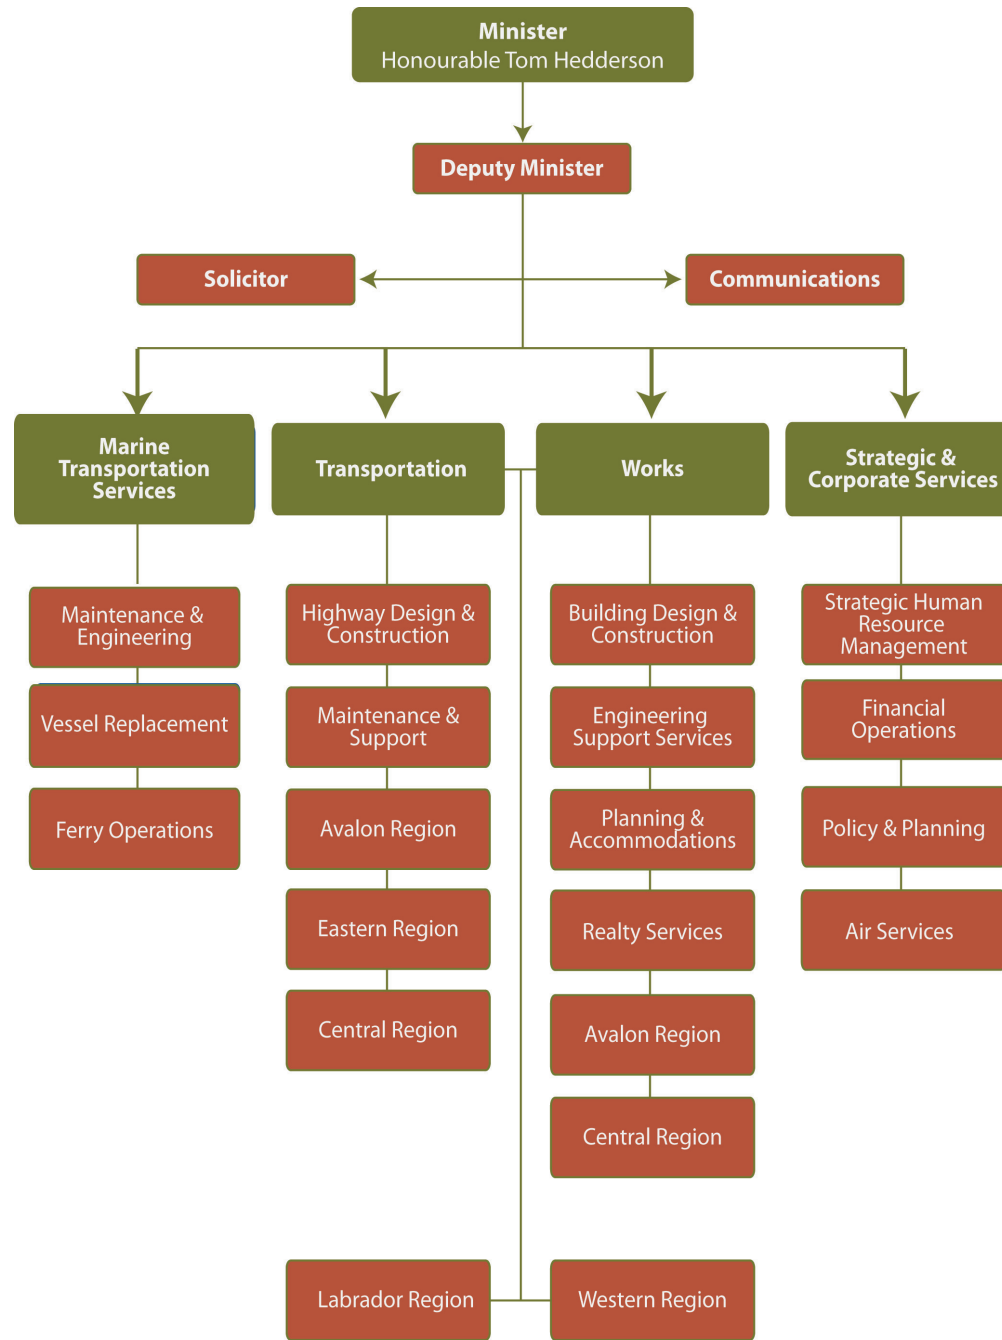 Minister
Honourable Tom Hedderson
Deputy Minister
Solicitor
Communications
Marine
Transportation
Services
Transportation
Works
Strategic &
Corporate Services
Maintenance &
Engineering
Vessel Replacement
Ferry Operations
Highway Design &
Construction
Maintenance &
Support
Avalon Region
Eastern Region
Central Region
Building Design &
Construction
Engineering
Support Services
Planning &
Accommodations
Realty Services
Avalon Region
Central Region
Strategic Human
Resource
Management
Financial
Operations
Policy & Planning
Air Services
Labrador Region
Western Region